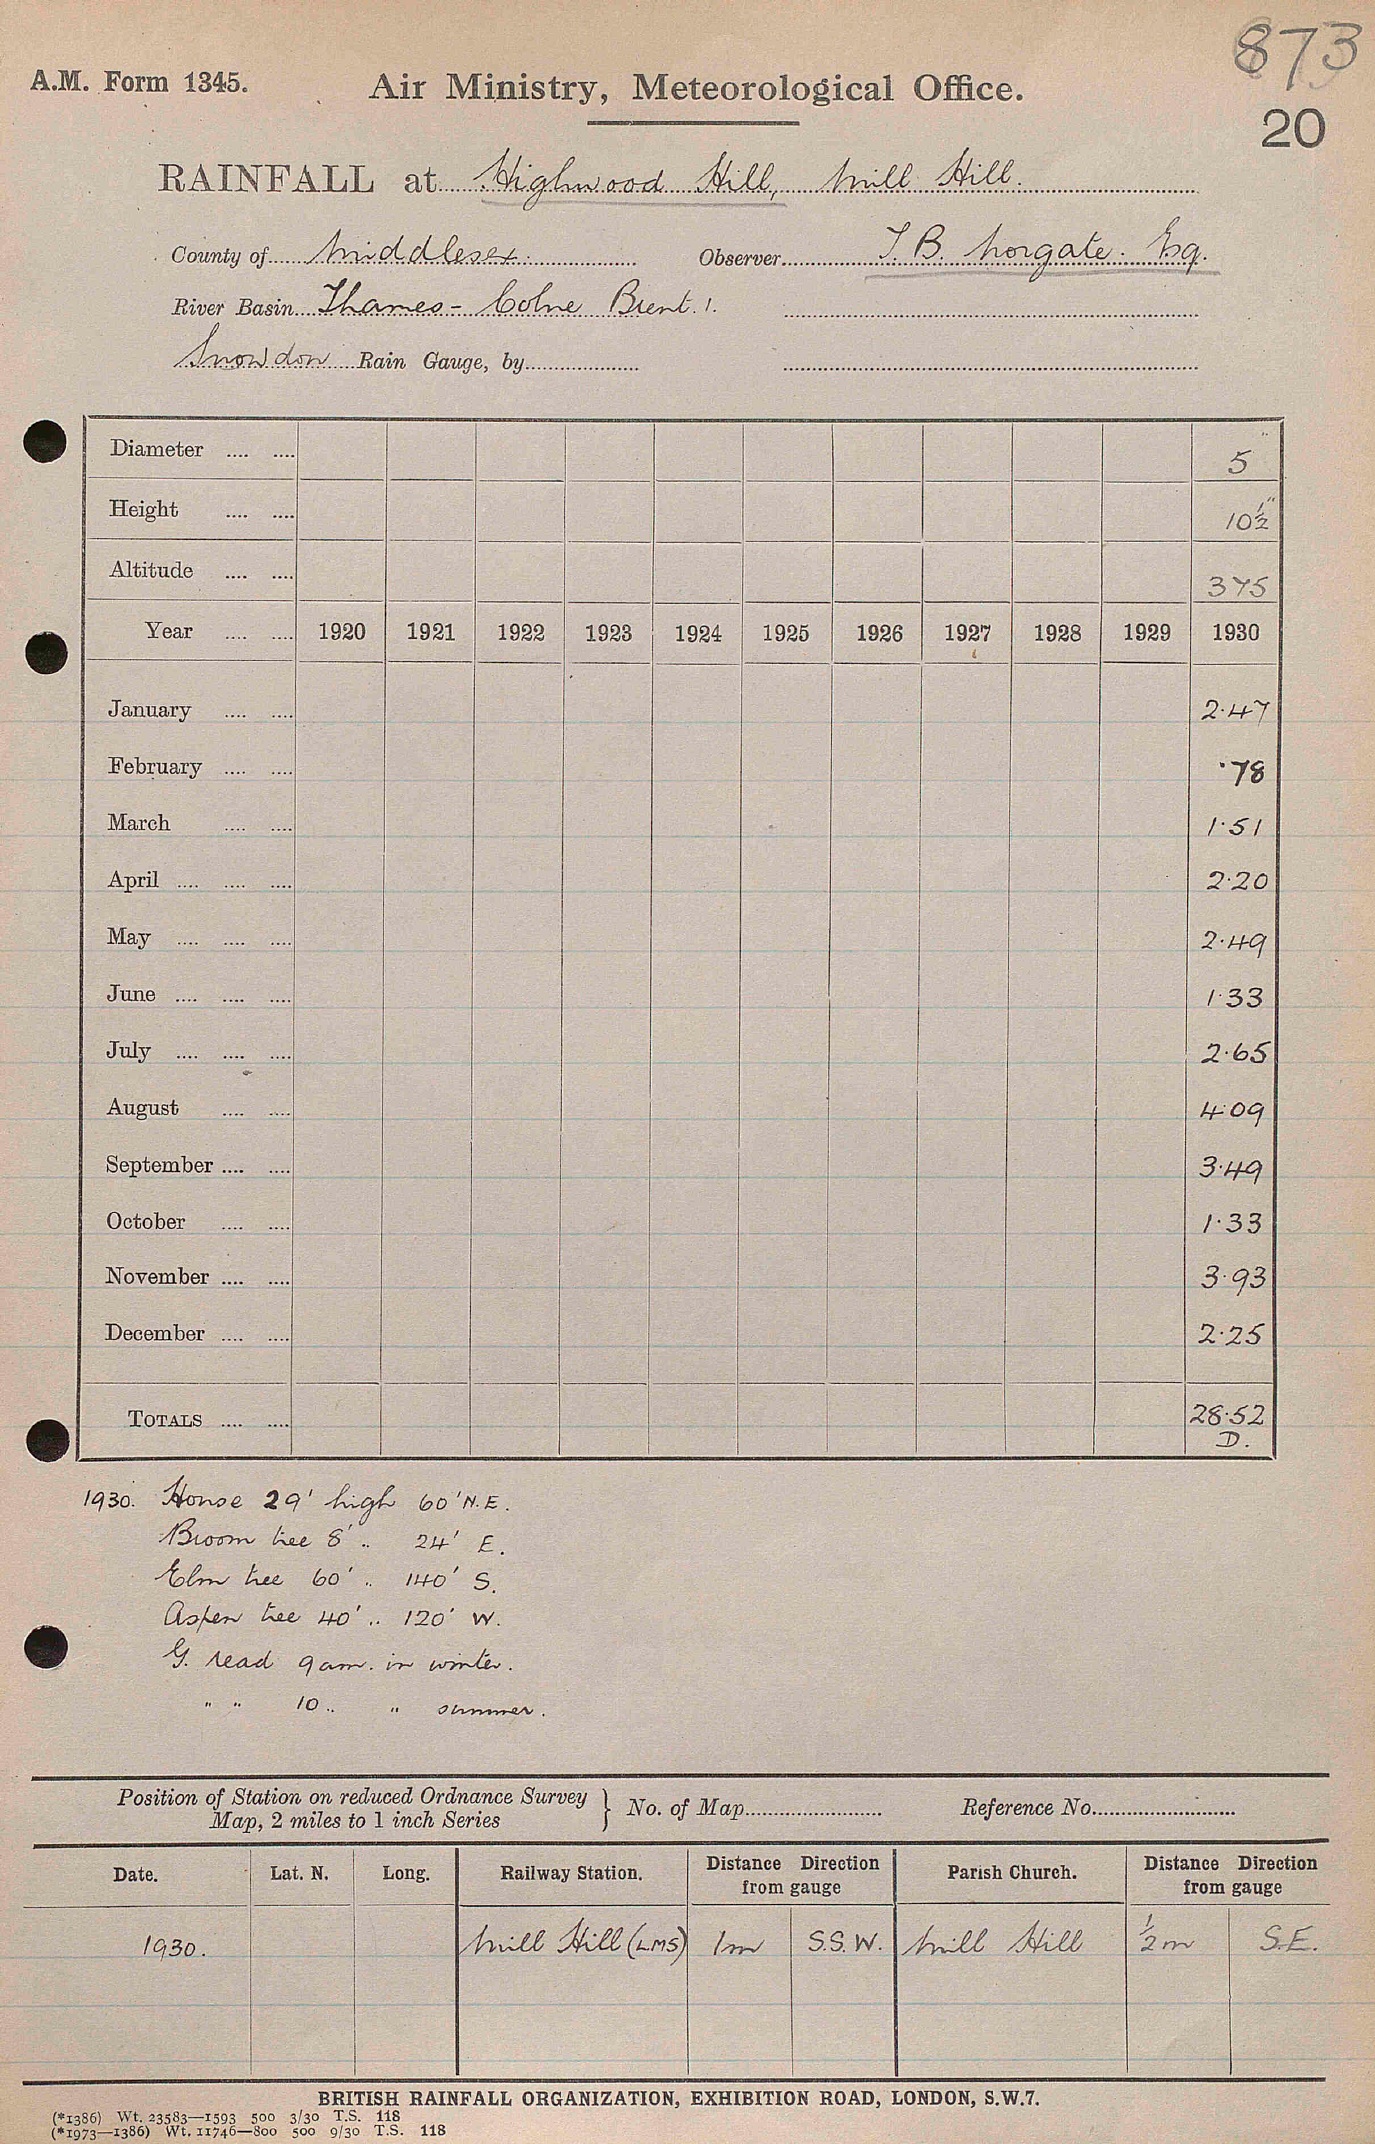 873
A.M. Form 1345.
Air Ministry, Meteorological Office.
20
RAINFALL at Highwood Hill, Mill Hill.
County of Middlesex. Observer T. B. Norgate. Esq.
River Basin Thames - Colne Brent. 1.
Snowdon Rain Gauge, by
Diameter .... .... 5"
Height .... .... 10½"
Altitude .... .... 375
Year .... .... 1920 1921 1922 1923 1924 1925 1926 1927 1928 1929 1930
January .... .... 2·47
February .... .... ·78
March .... .... 1·51
April .... .... .... 2·20
May .... .... .... 2·49
June .... .... .... 1·33
July .... .... .... 2·65
August .... .... 4·09
September .... .... 3·49
October .... .... 1·33
November .... .... 3·93
December .... .... 2·25
TOTALS .... .... 28·52
D.
1930. House 29' high 60' N.E.
Broom tree 8' .. 24' E.
Elm tree 60' .. 140' S.
Aspen tree 40' .. 120' W.
G. read 9am. in winter.
" " 10 .. " summer.
Position of Station on reduced Ordnance Survey
Map, 2 miles to 1 inch Series } No. of Map Reference No.
Date. Lat. N. Long. Railway Station. Distance Direction from gauge Parish Church. Distance Direction from gauge
1930. Mill Hill (LMS) 1m S.S.W. Mill Hill ½m S.E.
BRITISH RAINFALL ORGANIZATION, EXHIBITION ROAD, LONDON, S.W.7.
(*1386) Wt. 23583—1593 500 3/30 T.S. 118
(*1973—1386) Wt. 11746—800 500 9/30 T.S. 118